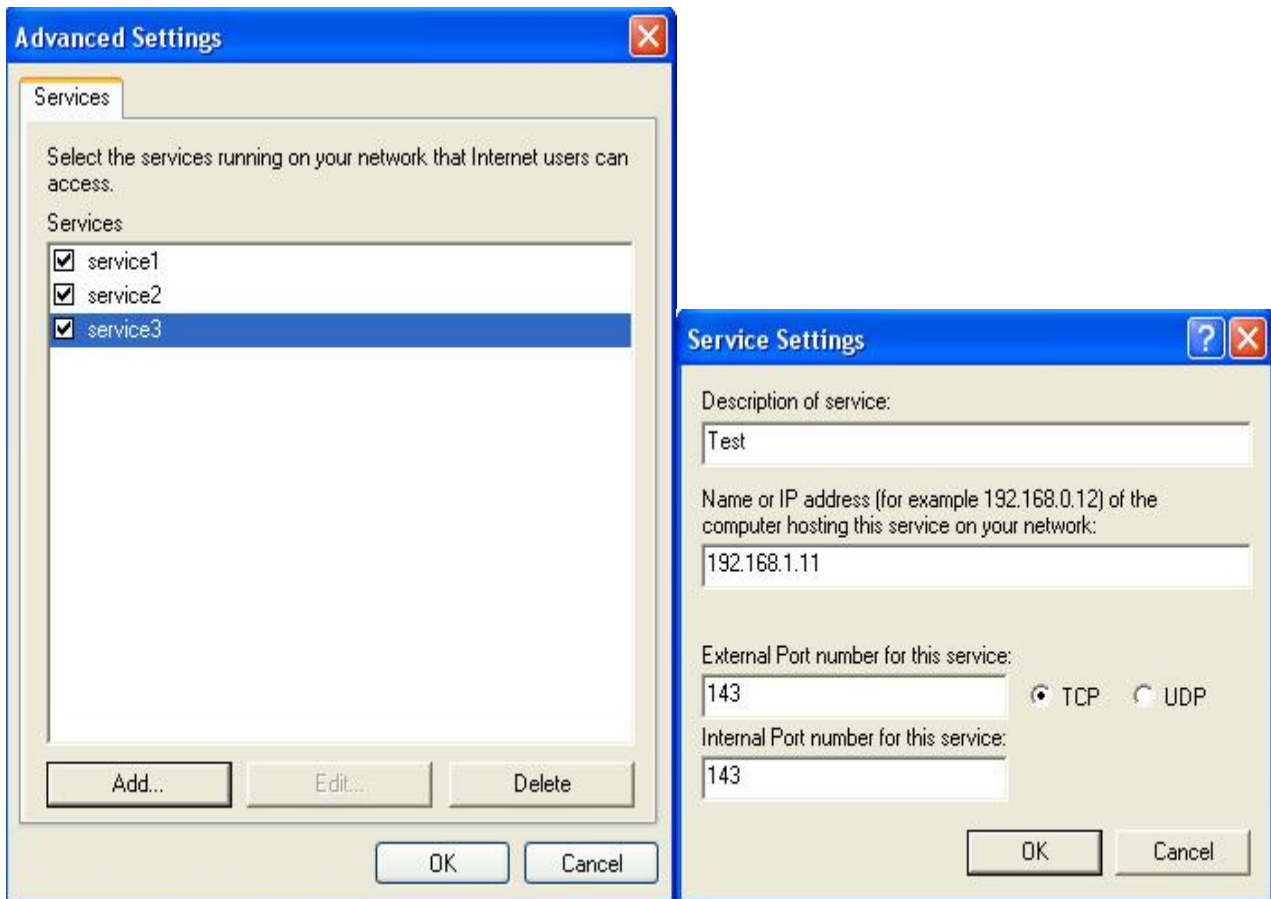 Advanced Settings
Services
Select the services running on your network that Internet users can
access.
Services
service1
service2
service3
Add...
Edit...
Delete
OK
Cancel
Service Settings
Description of service:
Test
Name or IP address (for example 192.168.0.12) of the
computer hosting this service on your network:
192.168.1.11
External Port number for this service:
143
TCP
UDP
Internal Port number for this service:
143
OK
Cancel